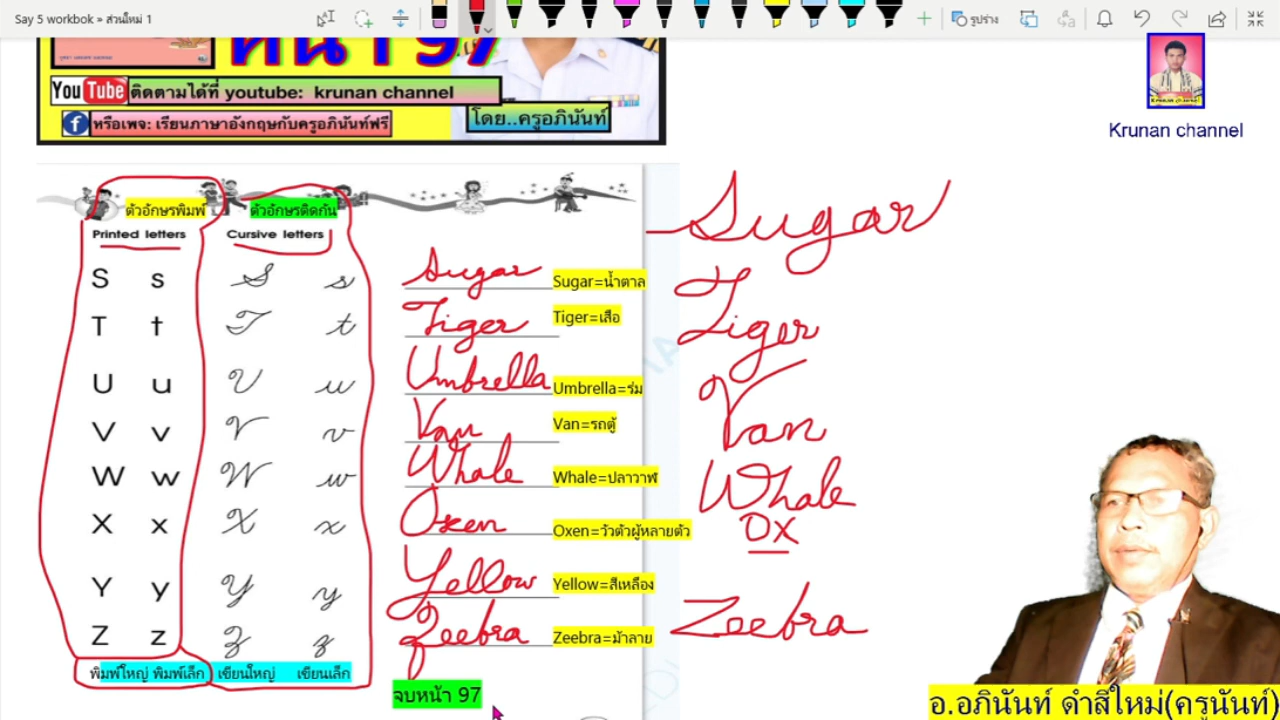 Say 5 workbok » ส่วนใหม่ 1
รูปร่าง
หน้า 97
YouTube ติดตามได้ที่ youtube: krunan channel
หรือเพจ: เรียนภาษาอังกฤษกับครูอภินันท์ฟรี
โดย..ครูอภินันท์
Krunan channel
ตัวอักษรพิมพ์ ตัวอักษรติดกัน
Printed letters Cursive letters
S s S s Sugar Sugar=น้ำตาล Sugar
T t T t Tiger Tiger=เสือ Tiger
U u U u Umbrella Umbrella=ร่ม
V v V v Van Van=รถตู้ Van
W w W w Whale Whale=ปลาวาฬ Whale
X x X x Oxen Oxen=วัวตัวผู้หลายตัว OX
Y y Y y Yellow Yellow=สีเหลือง
Z z Z z Zeebra Zeebra=ม้าลาย Zeebra
พิมพ์ใหญ่ พิมพ์เล็ก เขียนใหญ่ เขียนเล็ก
จบหน้า 97
อ.อภินันท์ ดำสีใหม่(ครูนันท์)